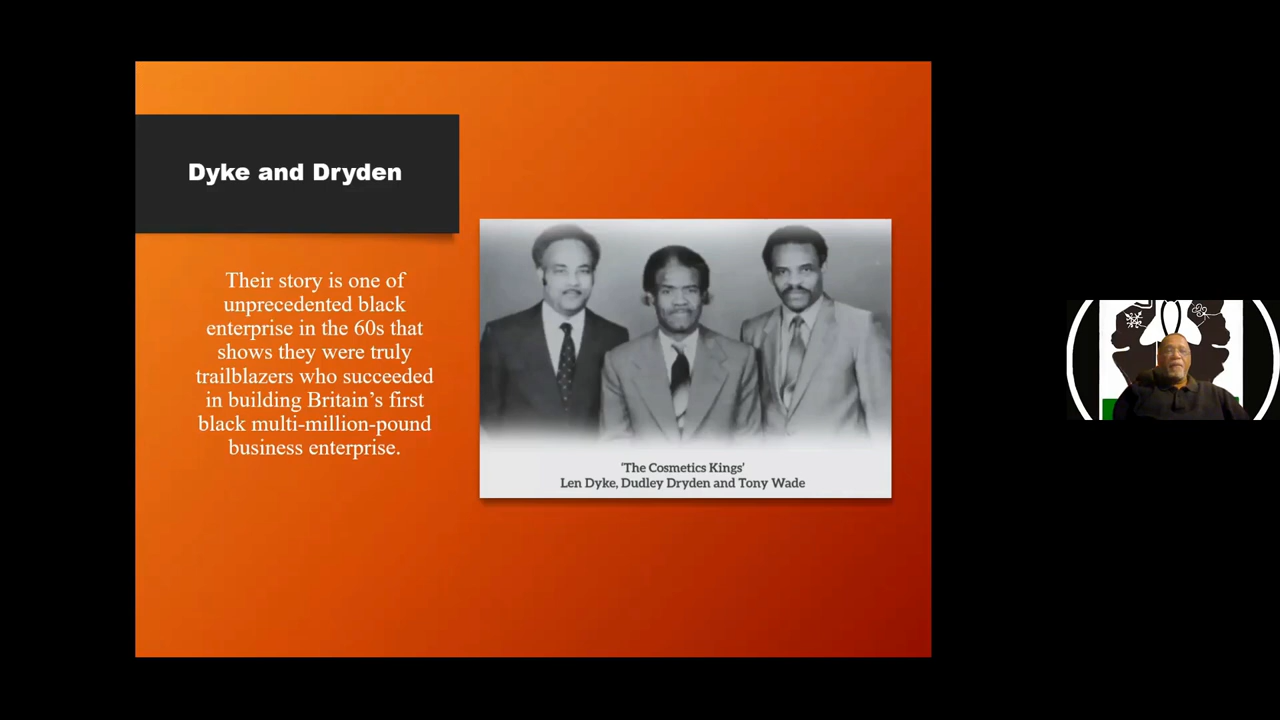 Dyke and Dryden
Their story is one of
unprecedented black
enterprise in the 60s that
shows they were truly
trailblazers who succeeded
in building Britain’s first
black multi-million-pound
business enterprise.
'The Cosmetics Kings'
Len Dyke, Dudley Dryden and Tony Wade